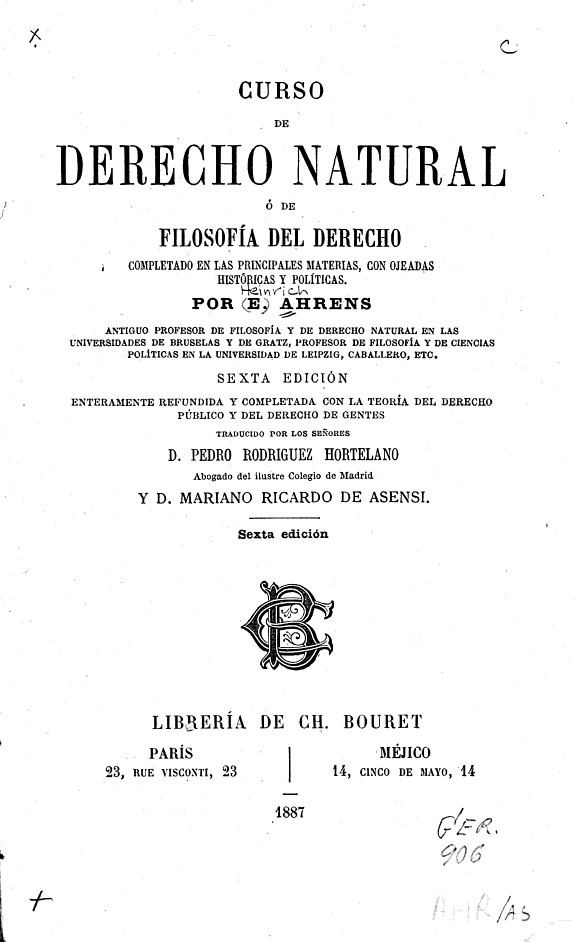 X
C
CURSO
DE
DERECHO NATURAL
Ó DE
FILOSOFÍA DEL DERECHO
COMPLETADO EN LAS PRINCIPALES MATERIAS, CON OJEADAS
HISTÓRICAS Y POLÍTICAS.
Heinrich
POR (E.) AHRENS
ANTIGUO PROFESOR DE FILOSOFÍA Y DE DERECHO NATURAL EN LAS
UNIVERSIDADES DE BRUSELAS Y DE GRATZ, PROFESOR DE FILOSOFÍA Y DE CIENCIAS
POLÍTICAS EN LA UNIVERSIDAD DE LEIPZIG, CABALLERO, ETC.
SEXTA EDICIÓN
ENTERAMENTE REFUNDIDA Y COMPLETADA CON LA TEORÍA DEL DERECHO
PÚBLICO Y DEL DERECHO DE GENTES
TRADUCIDO POR LOS SEÑORES
D. PEDRO RODRIGUEZ HORTELANO
Abogado del ilustre Colegio de Madrid
Y D. MARIANO RICARDO DE ASENSI.
Sexta edición
CB
LIBRERÍA DE CH. BOURET
PARÍS
23, RUE VISCONTI, 23
MÉJICO
14, CINCO DE MAYO, 14
1887
GER.
906
AHR/AS